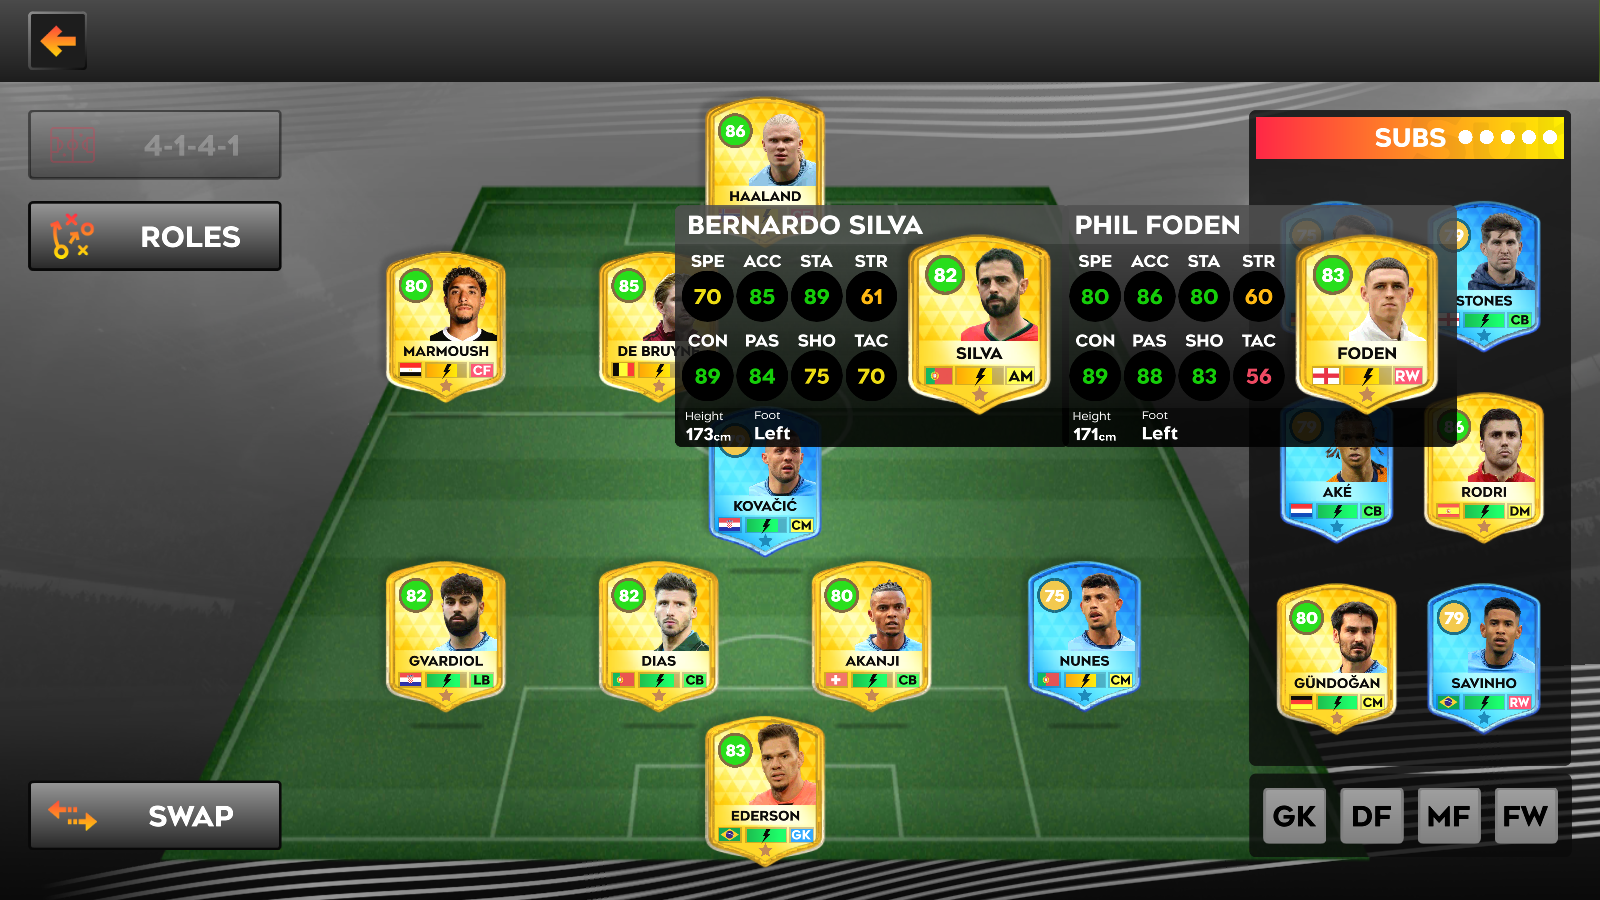 4-1-4-1
ROLES
SWAP
86
HAALAND
80
MARMOUSH
CF
85
DE BRUYNE
BERNARDO SILVA
SPE ACC STA STR
70 85 89 61
CON PAS SHO TAC
89 84 75 70
Height Foot
173cm Left
82
SILVA
AM
PHIL FODEN
SPE ACC STA STR
80 86 80 60
CON PAS SHO TAC
89 88 83 56
Height Foot
171cm Left
83
FODEN
RW
KOVAČIĆ
CM
82
GVARDIOL
LB
82
DIAS
CB
80
AKANJI
CB
75
NUNES
CM
83
EDERSON
GK
SUBS
75
79
STONES
CB
79
AKÉ
CB
86
RODRI
DM
80
GÜNDOĞAN
CM
79
SAVINHO
RW
GK DF MF FW